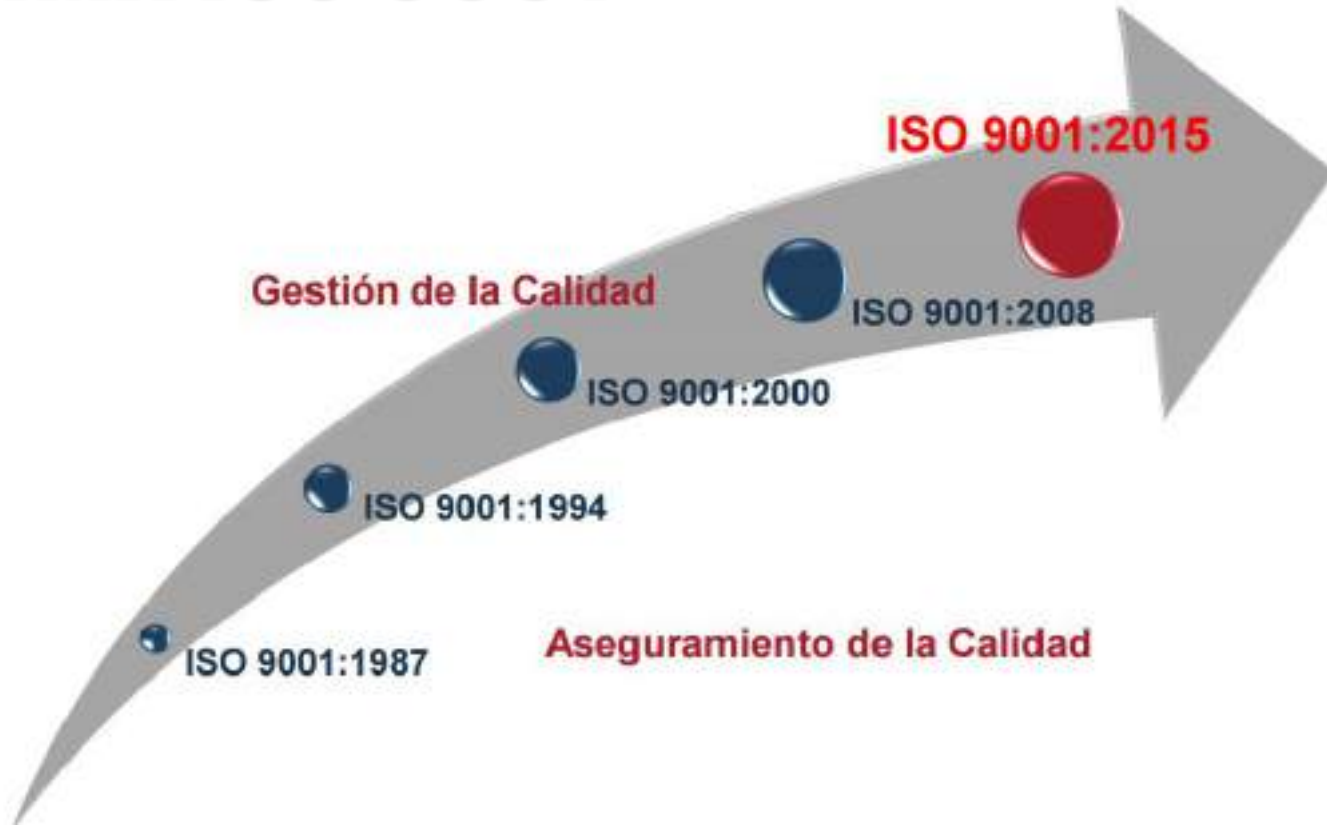 ISO 9001:2015
Gestión de la Calidad
ISO 9001:2008
ISO 9001:2000
ISO 9001:1994
Aseguramiento de la Calidad
ISO 9001:1987